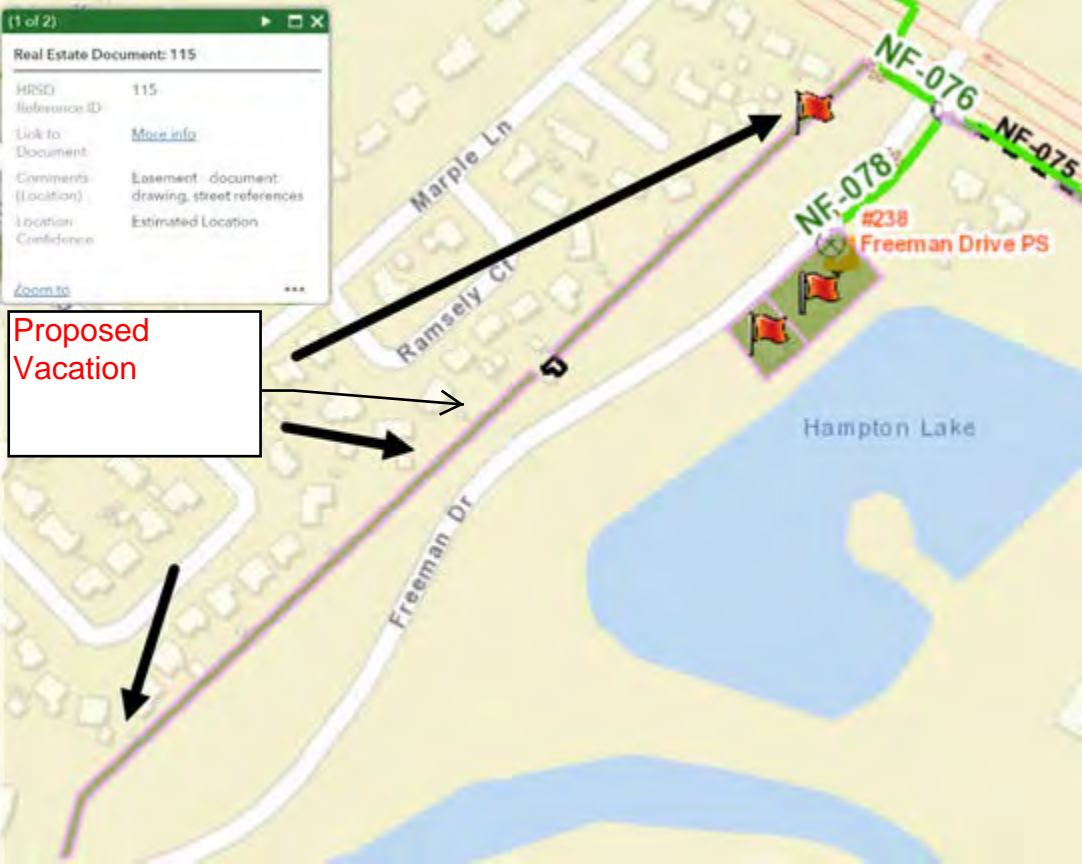 (1 of 2)
Real Estate Document: 115
HRSD
Reference ID
115
Link to
Document
More info
Comments
(Location)
Easement document
drawing, street references
Location
Confidence
Estimated Location
Zoom to
Proposed
Vacation
Marple Ln
Ramsely Ct
Freeman Dr
NF-076
NF-075
NF-078
#238
Freeman Drive PS
Hampton Lake